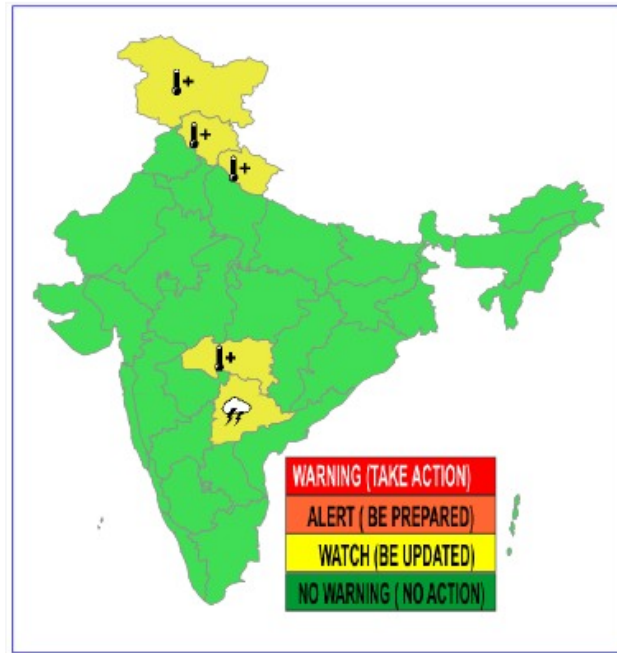 WARNING (TAKE ACTION)
ALERT ( BE PREPARED)
WATCH (BE UPDATED)
NO WARNING ( NO ACTION)